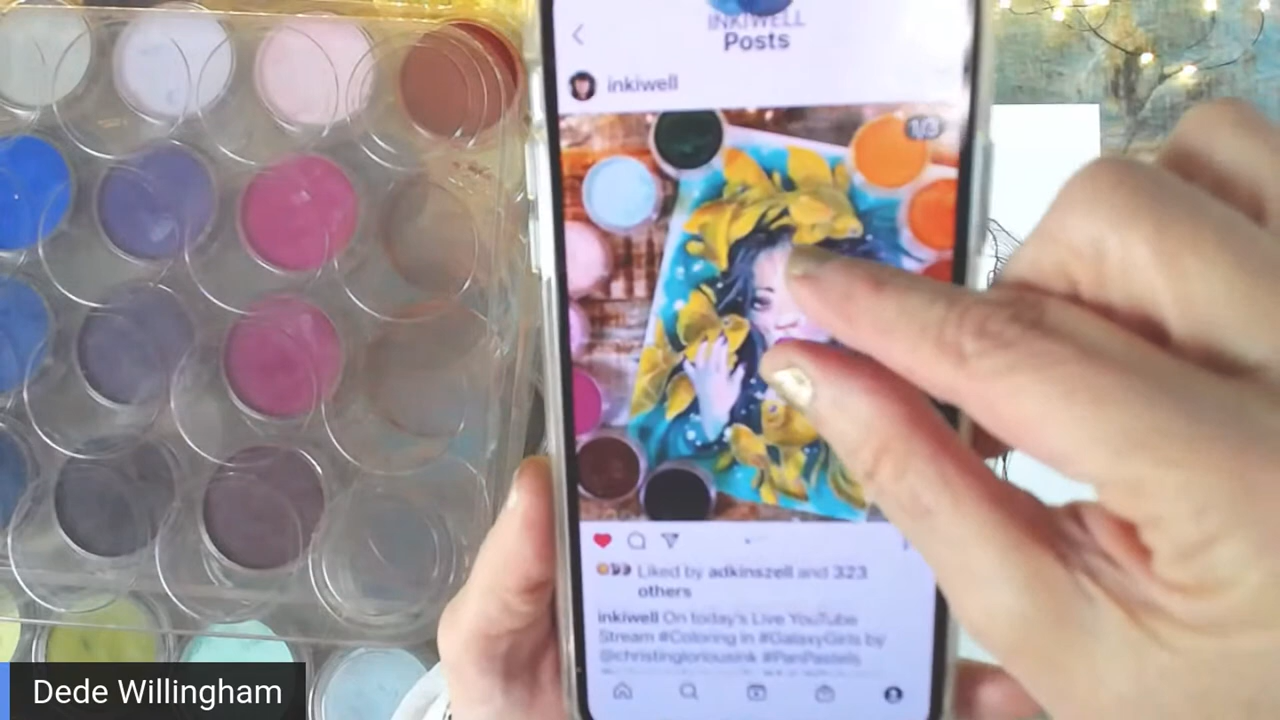 INKIWELL
Posts
inkiwell
1/3
Liked by adkinszell and 323
others
inkiwell On today's Live YouTube
Stream #Coloring in #GalaxyGirls by
@christingloriousink #PanPastels
Dede Willingham